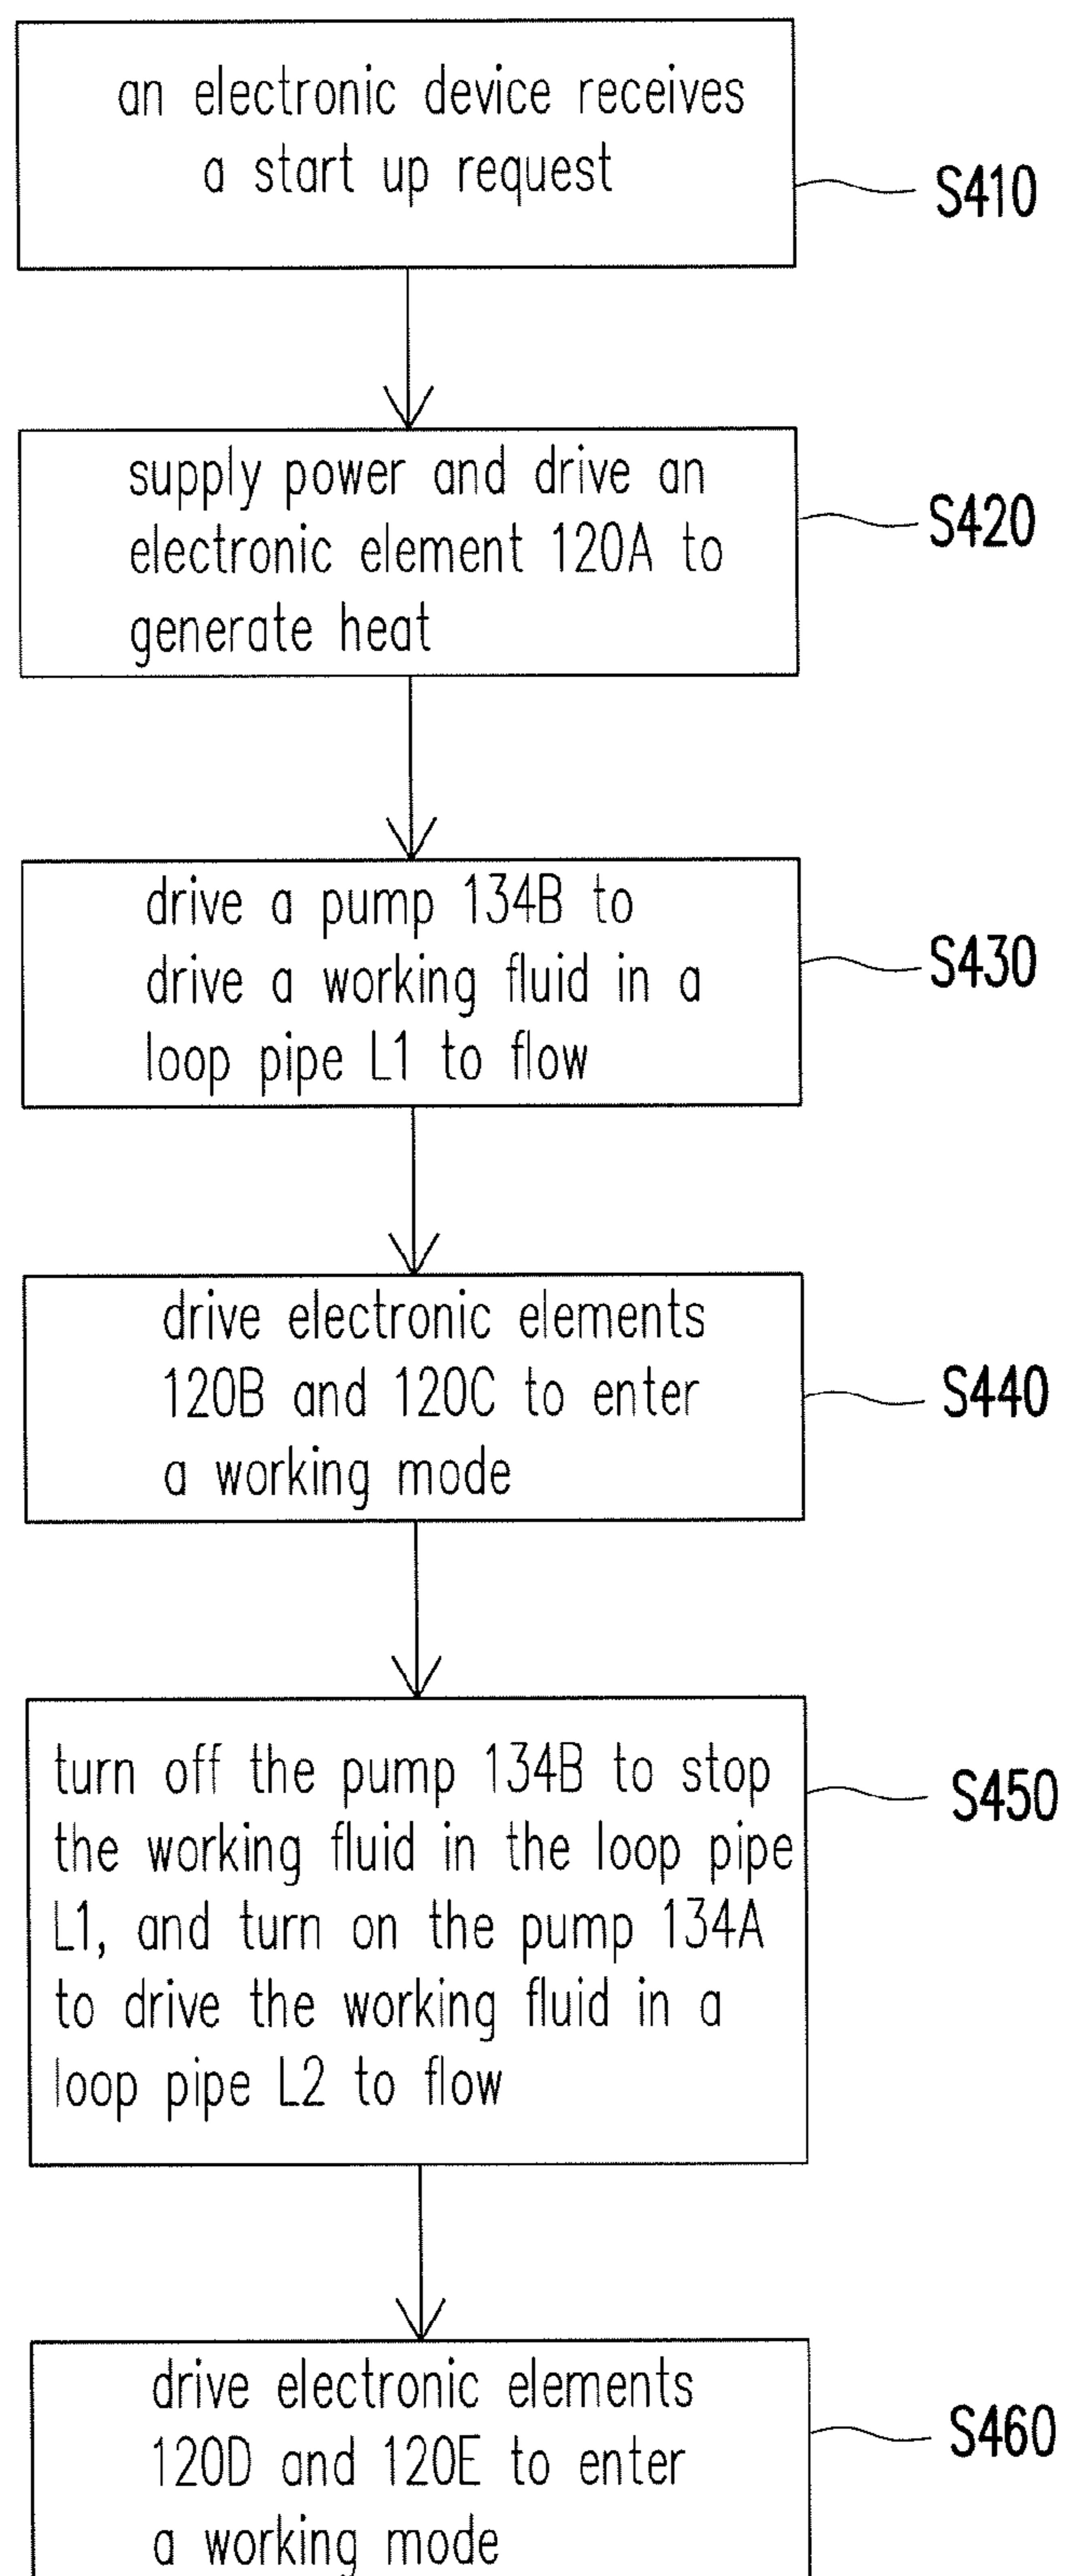 an electronic device receives
a start up request
S410
supply power and drive an
electronic element 120A to
generate heat
S420
drive a pump 134B to
drive a working fluid in a
loop pipe L1 to flow
S430
drive electronic elements
120B and 120C to enter
a working mode
S440
turn off the pump 134B to stop
the working fluid in the loop pipe
L1, and turn on the pump 134A
to drive the working fluid in a
loop pipe L2 to flow
S450
drive electronic elements
120D and 120E to enter
a working mode
S460